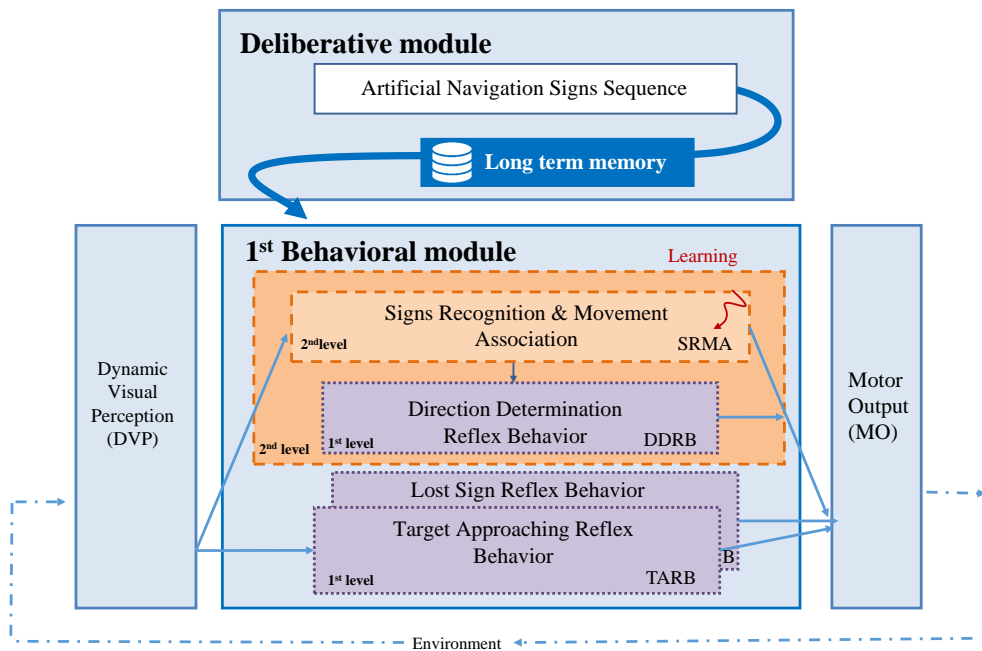 Deliberative module
Artificial Navigation Signs Sequence
Long term memory
1st Behavioral module
Learning
Signs Recognition & Movement
Association
2ndlevel
SRMA
Direction Determination
Reflex Behavior
1st level
DDRB
2nd level
Lost Sign Reflex Behavior
Target Approaching Reflex
Behavior
B
1st level
TARB
Dynamic
Visual
Perception
(DVP)
Motor
Output
(MO)
Environment